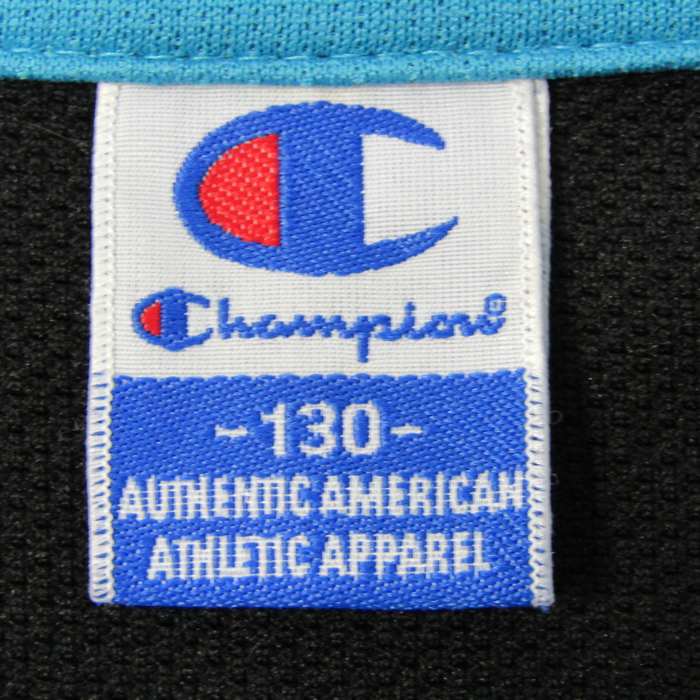 Champion®
-130-
AUTHENTIC AMERICAN
ATHLETIC APPAREL